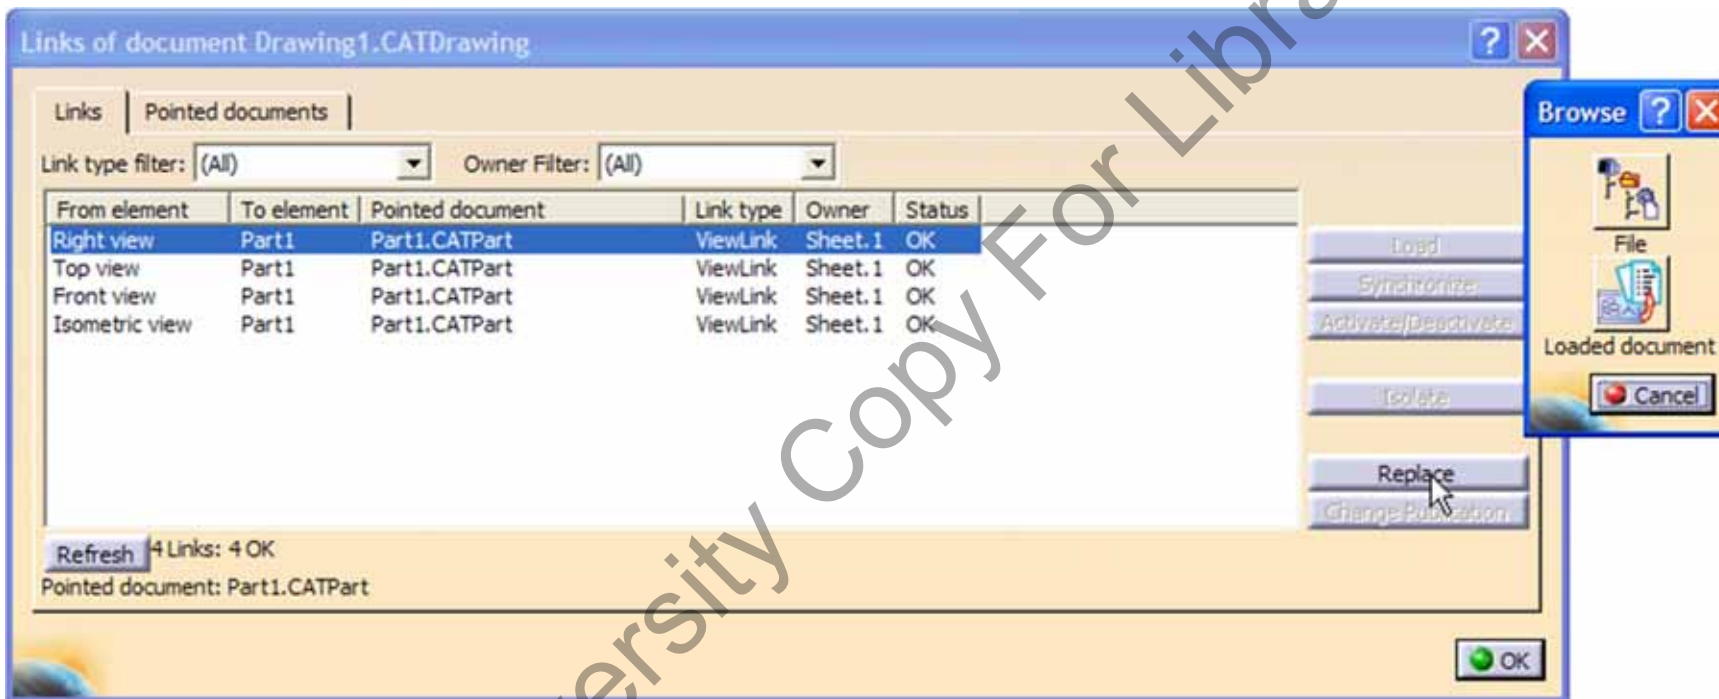 Links of document Drawing1.CATDrawing
Links
Pointed documents
Link type filter: (All)
Owner Filter: (All)
From element To element Pointed document Link type Owner Status
Right view Part1 Part1.CATPart ViewLink Sheet.1 OK
Top view Part1 Part1.CATPart ViewLink Sheet.1 OK
Front view Part1 Part1.CATPart ViewLink Sheet.1 OK
Isometric view Part1 Part1.CATPart ViewLink Sheet.1 OK
Load
Synchronize
Activate/Deactivate
Isolate
Replace
Change Publication
Refresh 4 Links: 4 OK
Pointed document: Part1.CATPart
OK
Browse
File
Loaded document
Cancel
ersity Copy For Libra